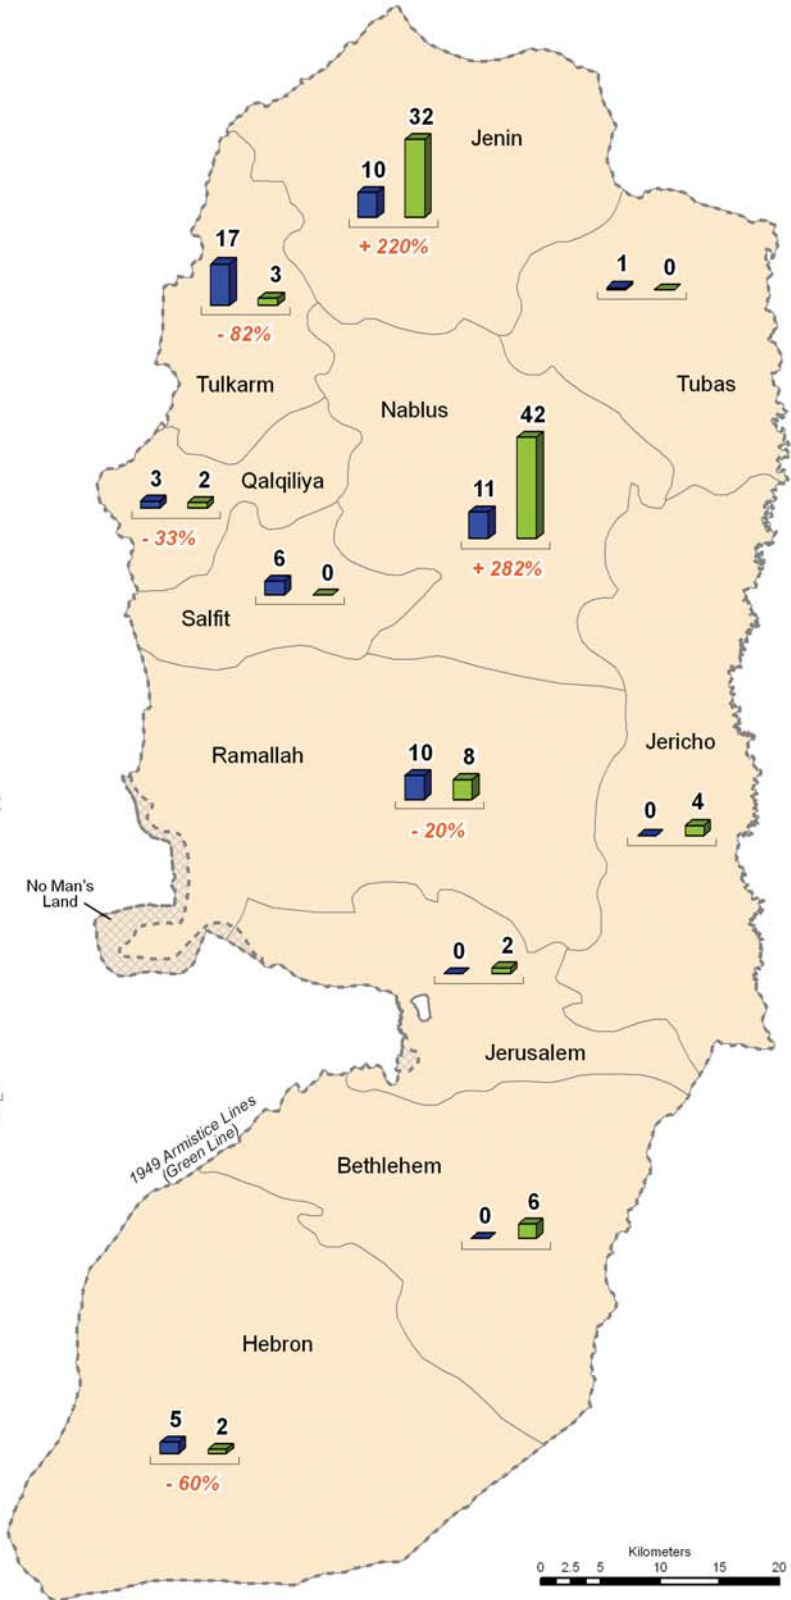 32
10
Jenin
+ 220%
17
3
- 82%
Tulkarm
1
0
Tubas
Nablus
42
11
+ 282%
3
2
Qalqiliya
- 33%
6
0
Salfit
Ramallah
10
8
- 20%
Jericho
0
4
No Man's
Land
0
2
Jerusalem
1949 Armistice Lines
(Green Line)
Bethlehem
0
6
Hebron
5
2
- 60%
Kilometers
0 2.5 5 10 15 20